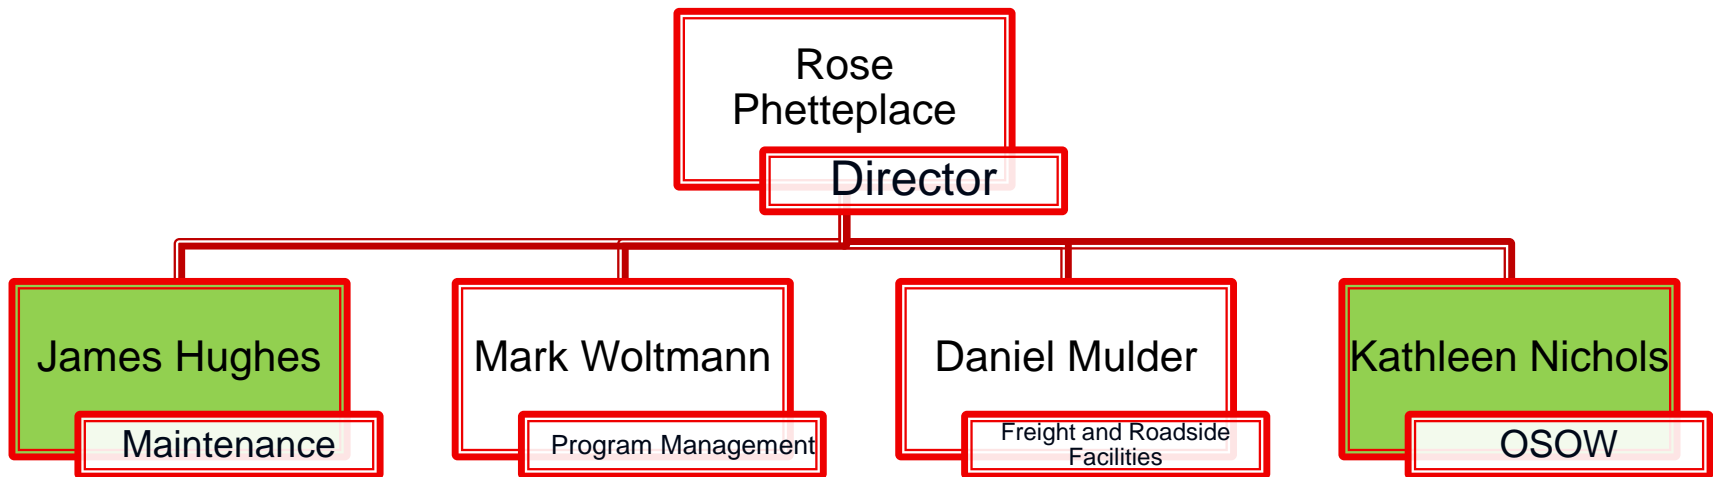 Rose
Phetteplace
Director
James Hughes
Maintenance
Mark Woltmann
Program Management
Daniel Mulder
Freight and Roadside
Facilities
Kathleen Nichols
OSOW